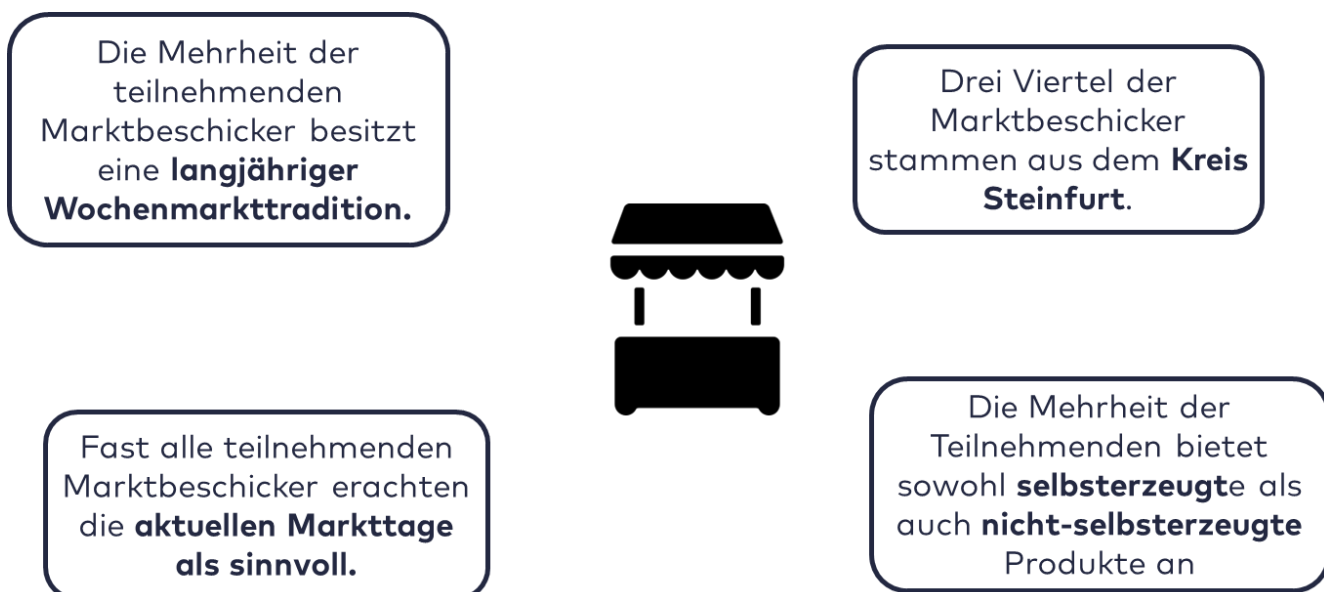 Die Mehrheit der
teilnehmenden
Marktbeschicker besitzt
eine langjähriger
Wochenmarkttradition.
Drei Viertel der
Marktbeschicker
stammen aus dem Kreis
Steinfurt.
Fast alle teilnehmenden
Marktbeschicker erachten
die aktuellen Markttage
als sinnvoll.
Die Mehrheit der
Teilnehmenden bietet
sowohl selbsterzeugte als
auch nicht-selbsterzeugte
Produkte an